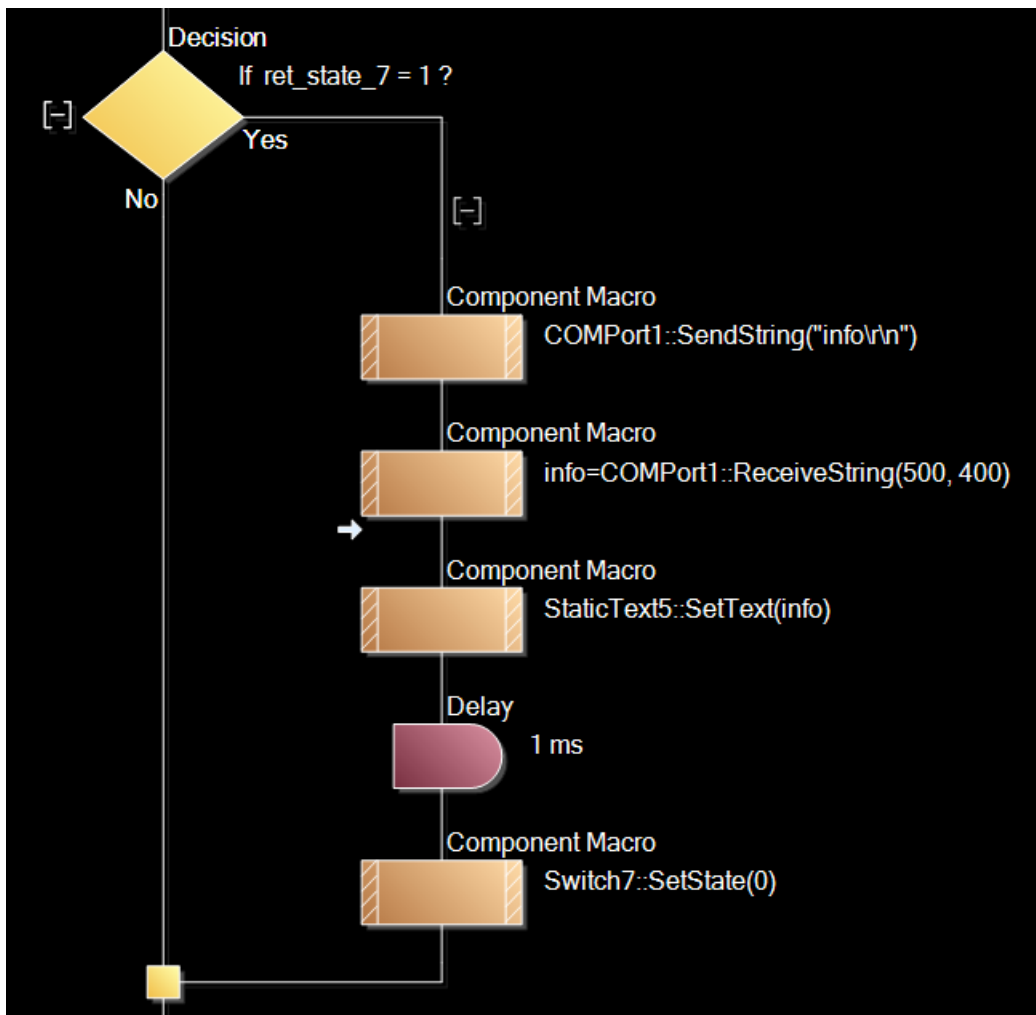 Decision
If ret_state_7 = 1 ?
[-]
Yes
No
[-]
Component Macro
COMPort1::SendString("info\r\n")
Component Macro
info=COMPort1::ReceiveString(500, 400)
Component Macro
StaticText5::SetText(info)
Delay
1 ms
Component Macro
Switch7::SetState(0)